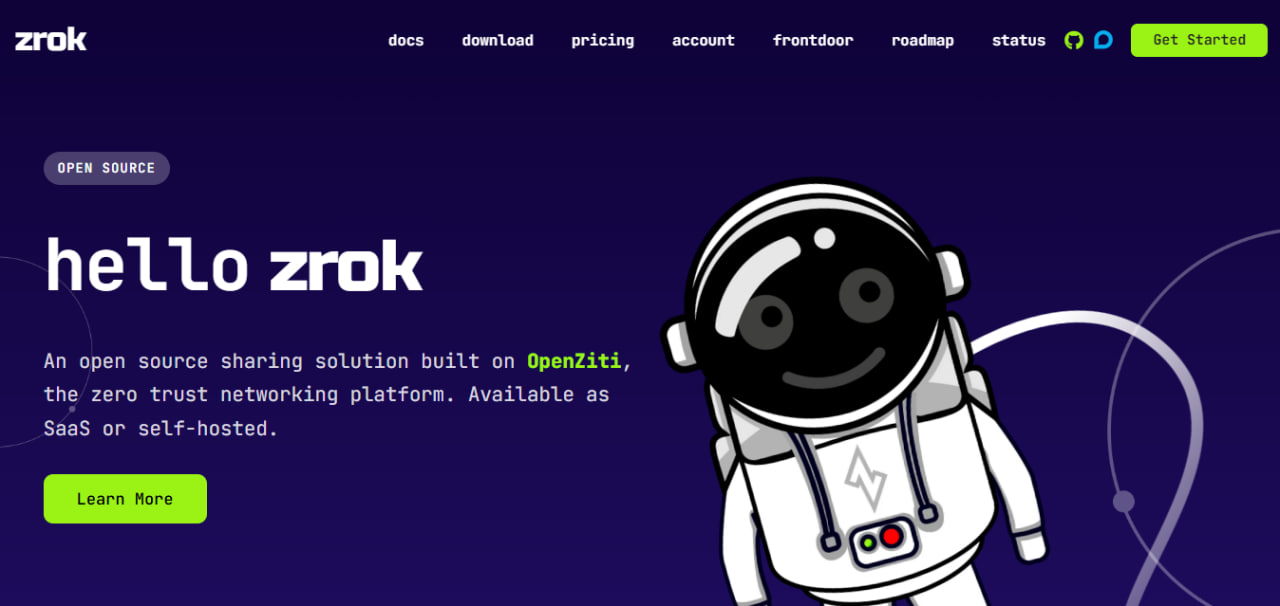 zrok
docs download pricing account frontdoor roadmap status Get Started
OPEN SOURCE
hello zrok
An open source sharing solution built on OpenZiti,
the zero trust networking platform. Available as
SaaS or self-hosted.
Learn More